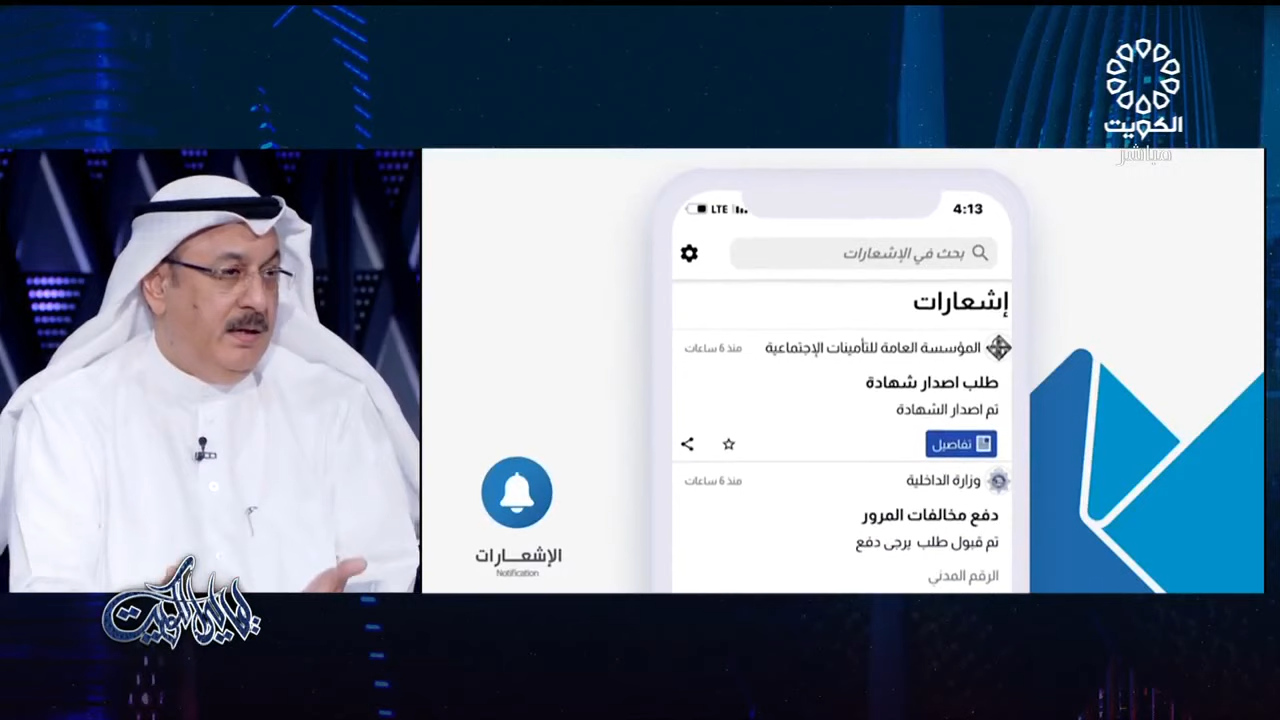 الكويت
مباشر
4:13
LTE
بحث في الإشعارات
إشعارات
المؤسسة العامة للتأمينات الإجتماعية
منذ 6 ساعات
طلب اصدار شهادة
تم اصدار الشهادة
تفاصيل
وزارة الداخلية
منذ 6 ساعات
دفع مخالفات المرور
تم قبول طلب يرجى دفع
الرقم المدني
الإشعـــارات
Notification